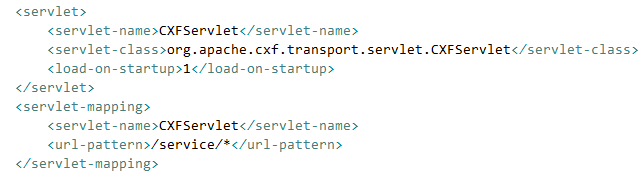 <servlet>
    <servlet-name>CXFServlet</servlet-name>
    <servlet-class>org.apache.cxf.transport.servlet.CXFServlet</servlet-class>
    <load-on-startup>1</load-on-startup>
</servlet>
<servlet-mapping>
    <servlet-name>CXFServlet</servlet-name>
    <url-pattern>/service/*</url-pattern>
</servlet-mapping>